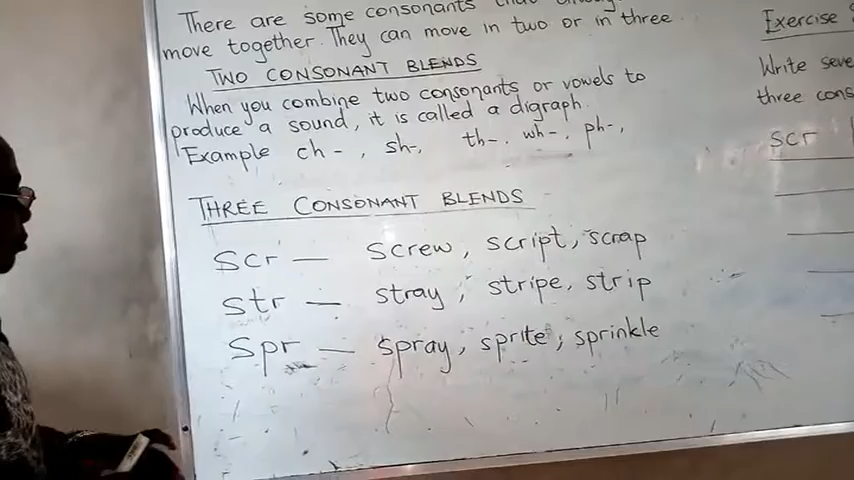 There are some consonants that
move together. They can move in two or in three
TWO CONSONANT BLENDS
When you combine two consonants or vowels to
produce a sound, it is called a digraph.
Example ch-, sh-, th-. wh-. ph-,
THREE CONSONANT BLENDS
Scr — screw, script, scrap
str — stray, stripe, strip
Spr — spray, sprite, sprinkle
Exercise
Write
three
scr